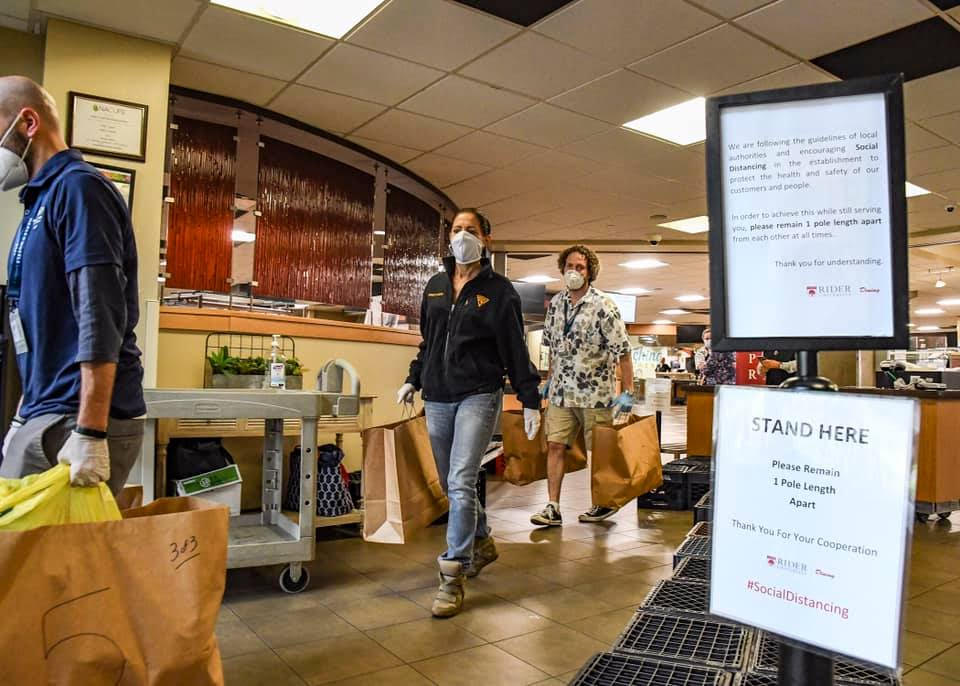 NACUFS
We are following the guidelines of local
authorities and encouraging Social
Distancing in the establishment to
protect the health and safety of our
customers and people.
In order to achieve this while still serving
you, please remain 1 pole length apart
from each other at all times.
Thank you for understanding.
RIDER Dining
UNIVERSITY
STAND HERE
Please Remain
1 Pole Length
Apart
Thank You For Your Cooperation
RIDER Dining
UNIVERSITY
#SocialDistancing